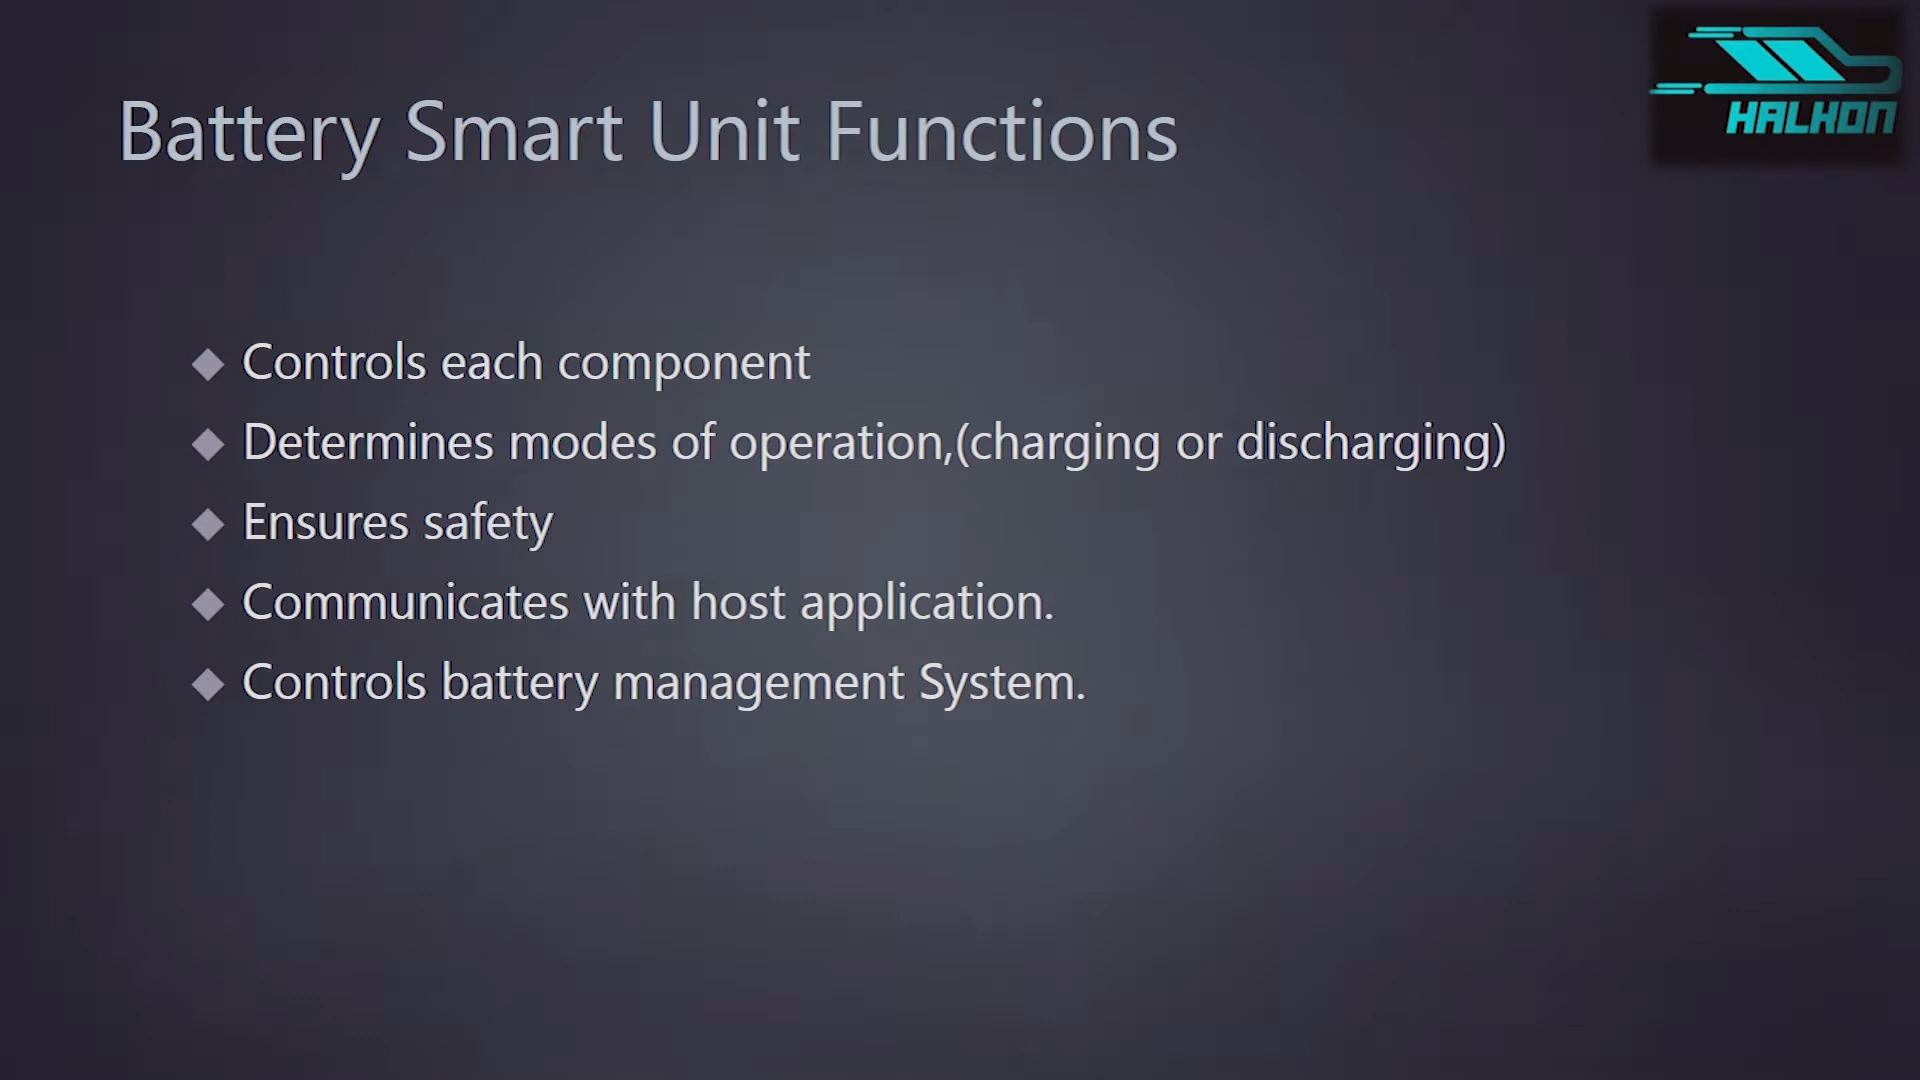 HALKON
Battery Smart Unit Functions
Controls each component
Determines modes of operation,(charging or discharging)
Ensures safety
Communicates with host application.
Controls battery management System.